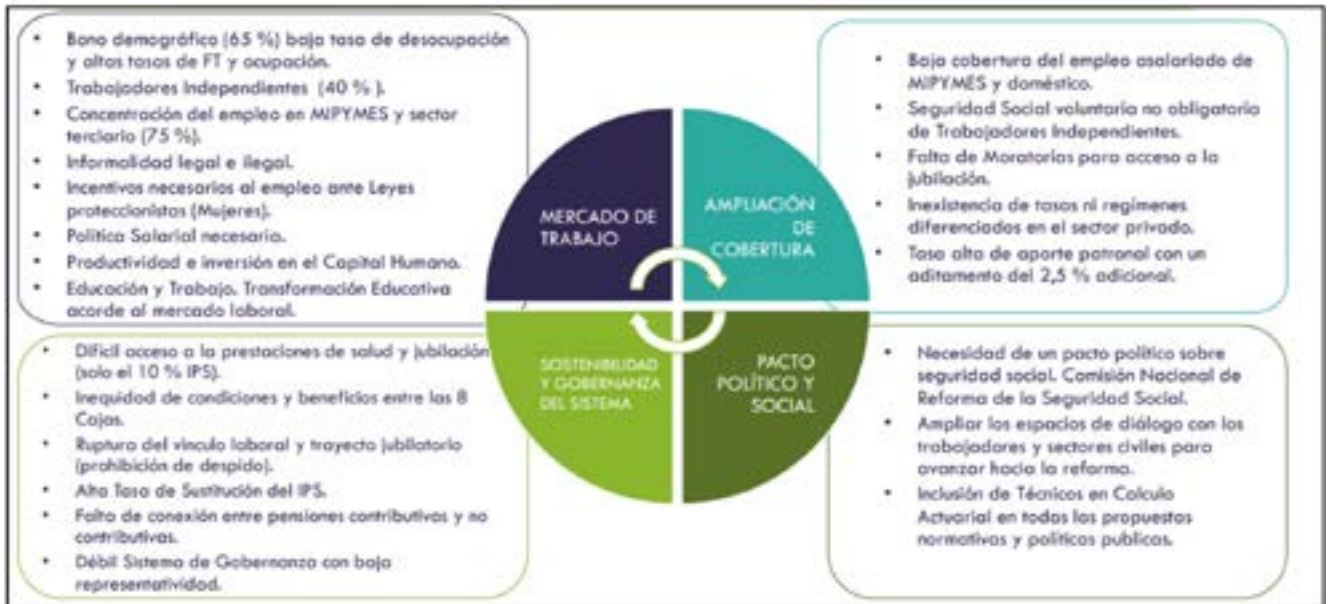 • Bono demográfico (65 %) baja tasa de desocupación
y altas tasas de FT y ocupación.
• Trabajadores Independientes (40 % ).
• Concentración del empleo en MIPYMES y sector
terciario (75 %).
• Informalidad legal e ilegal.
• Incentivos necesarios al empleo ante Leyes
proteccionistas (Mujeres).
• Política Salarial necesaria.
• Productividad e inversión en el Capital Humano.
• Educación y Trabajo. Transformación Educativa
acorde al mercado laboral.
MERCADO DE
TRABAJO
AMPLIACIÓN
DE
COBERTURA
• Baja cobertura del empleo asalariado de
MIPYMES y doméstico.
• Seguridad Social voluntaria no obligatoria
de Trabajadores Independientes.
• Falta de Moratorias para acceso a la
jubilación.
• Inexistencia de tasas ni regímenes
diferenciados en el sector privado.
• Tasa alta de aporte patronal con un
aditamento del 2,5 % adicional.
• Difícil acceso a la prestaciones de salud y jubilación
(solo el 10 % IPS).
• Inequidad de condiciones y beneficios entre las 8
Cajas.
• Ruptura del vínculo laboral y trayecto jubilatorio
(prohibición de despido).
• Alta Tasa de Sustitución del IPS.
• Falta de conexión entre pensiones contributivas y no
contributivas.
• Débil Sistema de Gobernanza con baja
representatividad.
SOSTENIBILIDAD
Y GOBERNANZA
DEL SISTEMA
PACTO
POLÍTICO Y
SOCIAL
• Necesidad de un pacto político sobre
seguridad social. Comisión Nacional de
Reforma de la Seguridad Social.
• Ampliar los espacios de diálogo con los
trabajadores y sectores civiles para
avanzar hacia la reforma.
• Inclusión de Técnicos en Calculo
Actuarial en todas las propuestas
normativas y políticas publicas.